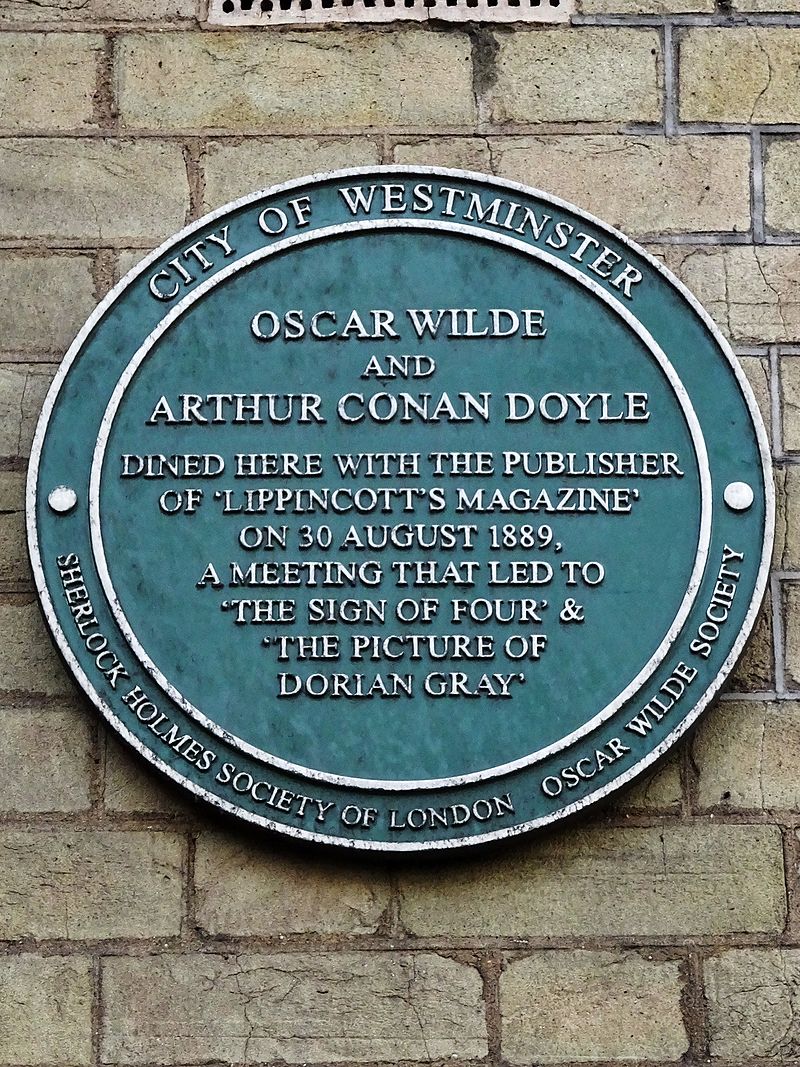 CITY OF WESTMINSTER
OSCAR WILDE
AND
ARTHUR CONAN DOYLE
DINED HERE WITH THE PUBLISHER
OF ‘LIPPINCOTT’S MAGAZINE’
ON 30 AUGUST 1889,
A MEETING THAT LED TO
‘THE SIGN OF FOUR’ &
‘THE PICTURE OF
DORIAN GRAY’
SHERLOCK HOLMES SOCIETY OF LONDON
OSCAR WILDE SOCIETY